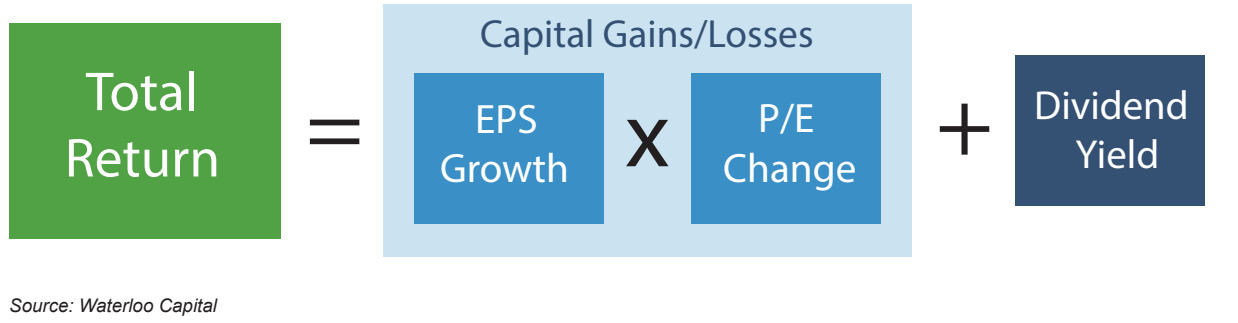 Total
Return
=
Capital Gains/Losses
EPS
Growth
x
P/E
Change
+
Dividend
Yield
Source: Waterloo Capital